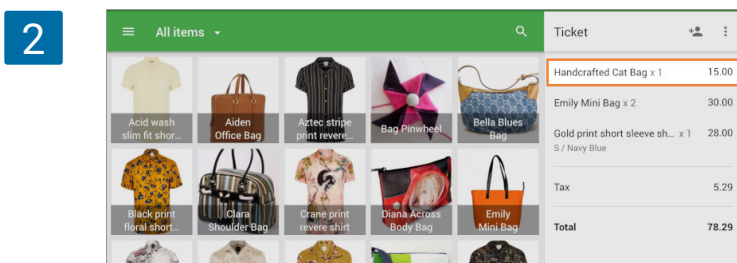 2
All items
Ticket
Acid wash
slim fit shor...
Aiden
Office Bag
Aztec stripe
print revere...
Bag Pinwheel
Bella Blues
Bag
Black print
floral short...
Clara
Shoulder Bag
Crane print
revere shirt
Diana Across
Body Bag
Emily
Mini Bag
Handcrafted Cat Bag x 1 15.00
Emily Mini Bag x 2 30.00
Gold print short sleeve sh... x 1 28.00
S / Navy Blue
Tax 5.29
Total 78.29